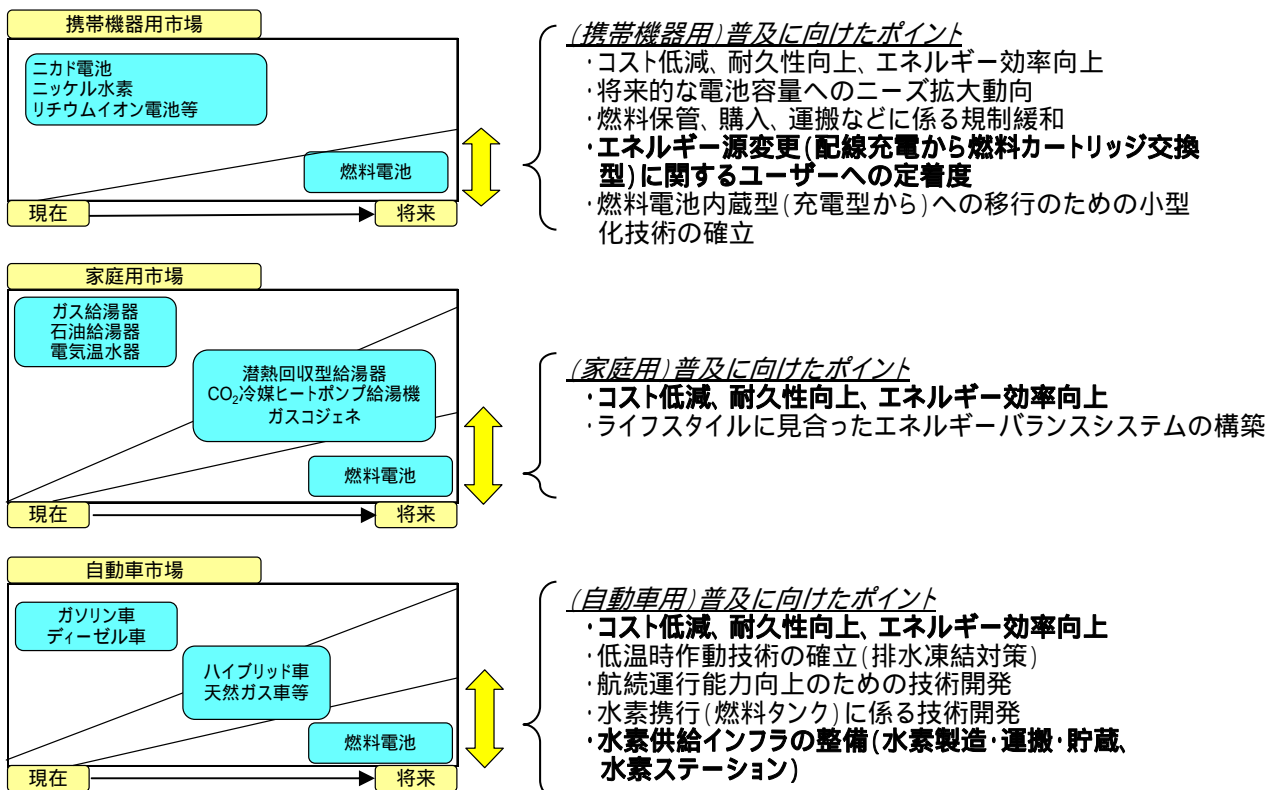 携帯機器用市場
ニカド電池
ニッケル水素
リチウムイオン電池等
燃料電池
現在
将来
(携帯機器用)普及に向けたポイント
・コスト低減、耐久性向上、エネルギー効率向上
・将来的な電池容量へのニーズ拡大動向
・燃料保管、購入、運搬などに係る規制緩和
・エネルギー源変更(配線充電から燃料カートリッジ交換
型)に関するユーザーへの定着度
・燃料電池内蔵型(充電型から)への移行のための小型
化技術の確立
家庭用市場
ガス給湯器
石油給湯器
電気温水器
潜熱回収型給湯器
CO₂冷媒ヒートポンプ給湯機
ガスコジェネ
燃料電池
現在
将来
(家庭用)普及に向けたポイント
・コスト低減、耐久性向上、エネルギー効率向上
・ライフスタイルに見合ったエネルギーバランスシステムの構築
自動車市場
ガソリン車
ディーゼル車
ハイブリッド車
天然ガス車等
燃料電池
現在
将来
(自動車用)普及に向けたポイント
・コスト低減、耐久性向上、エネルギー効率向上
・低温時作動技術の確立(排水凍結対策)
・航続運行能力向上のための技術開発
・水素携行(燃料タンク)に係る技術開発
・水素供給インフラの整備(水素製造・運搬・貯蔵、
水素ステーション)